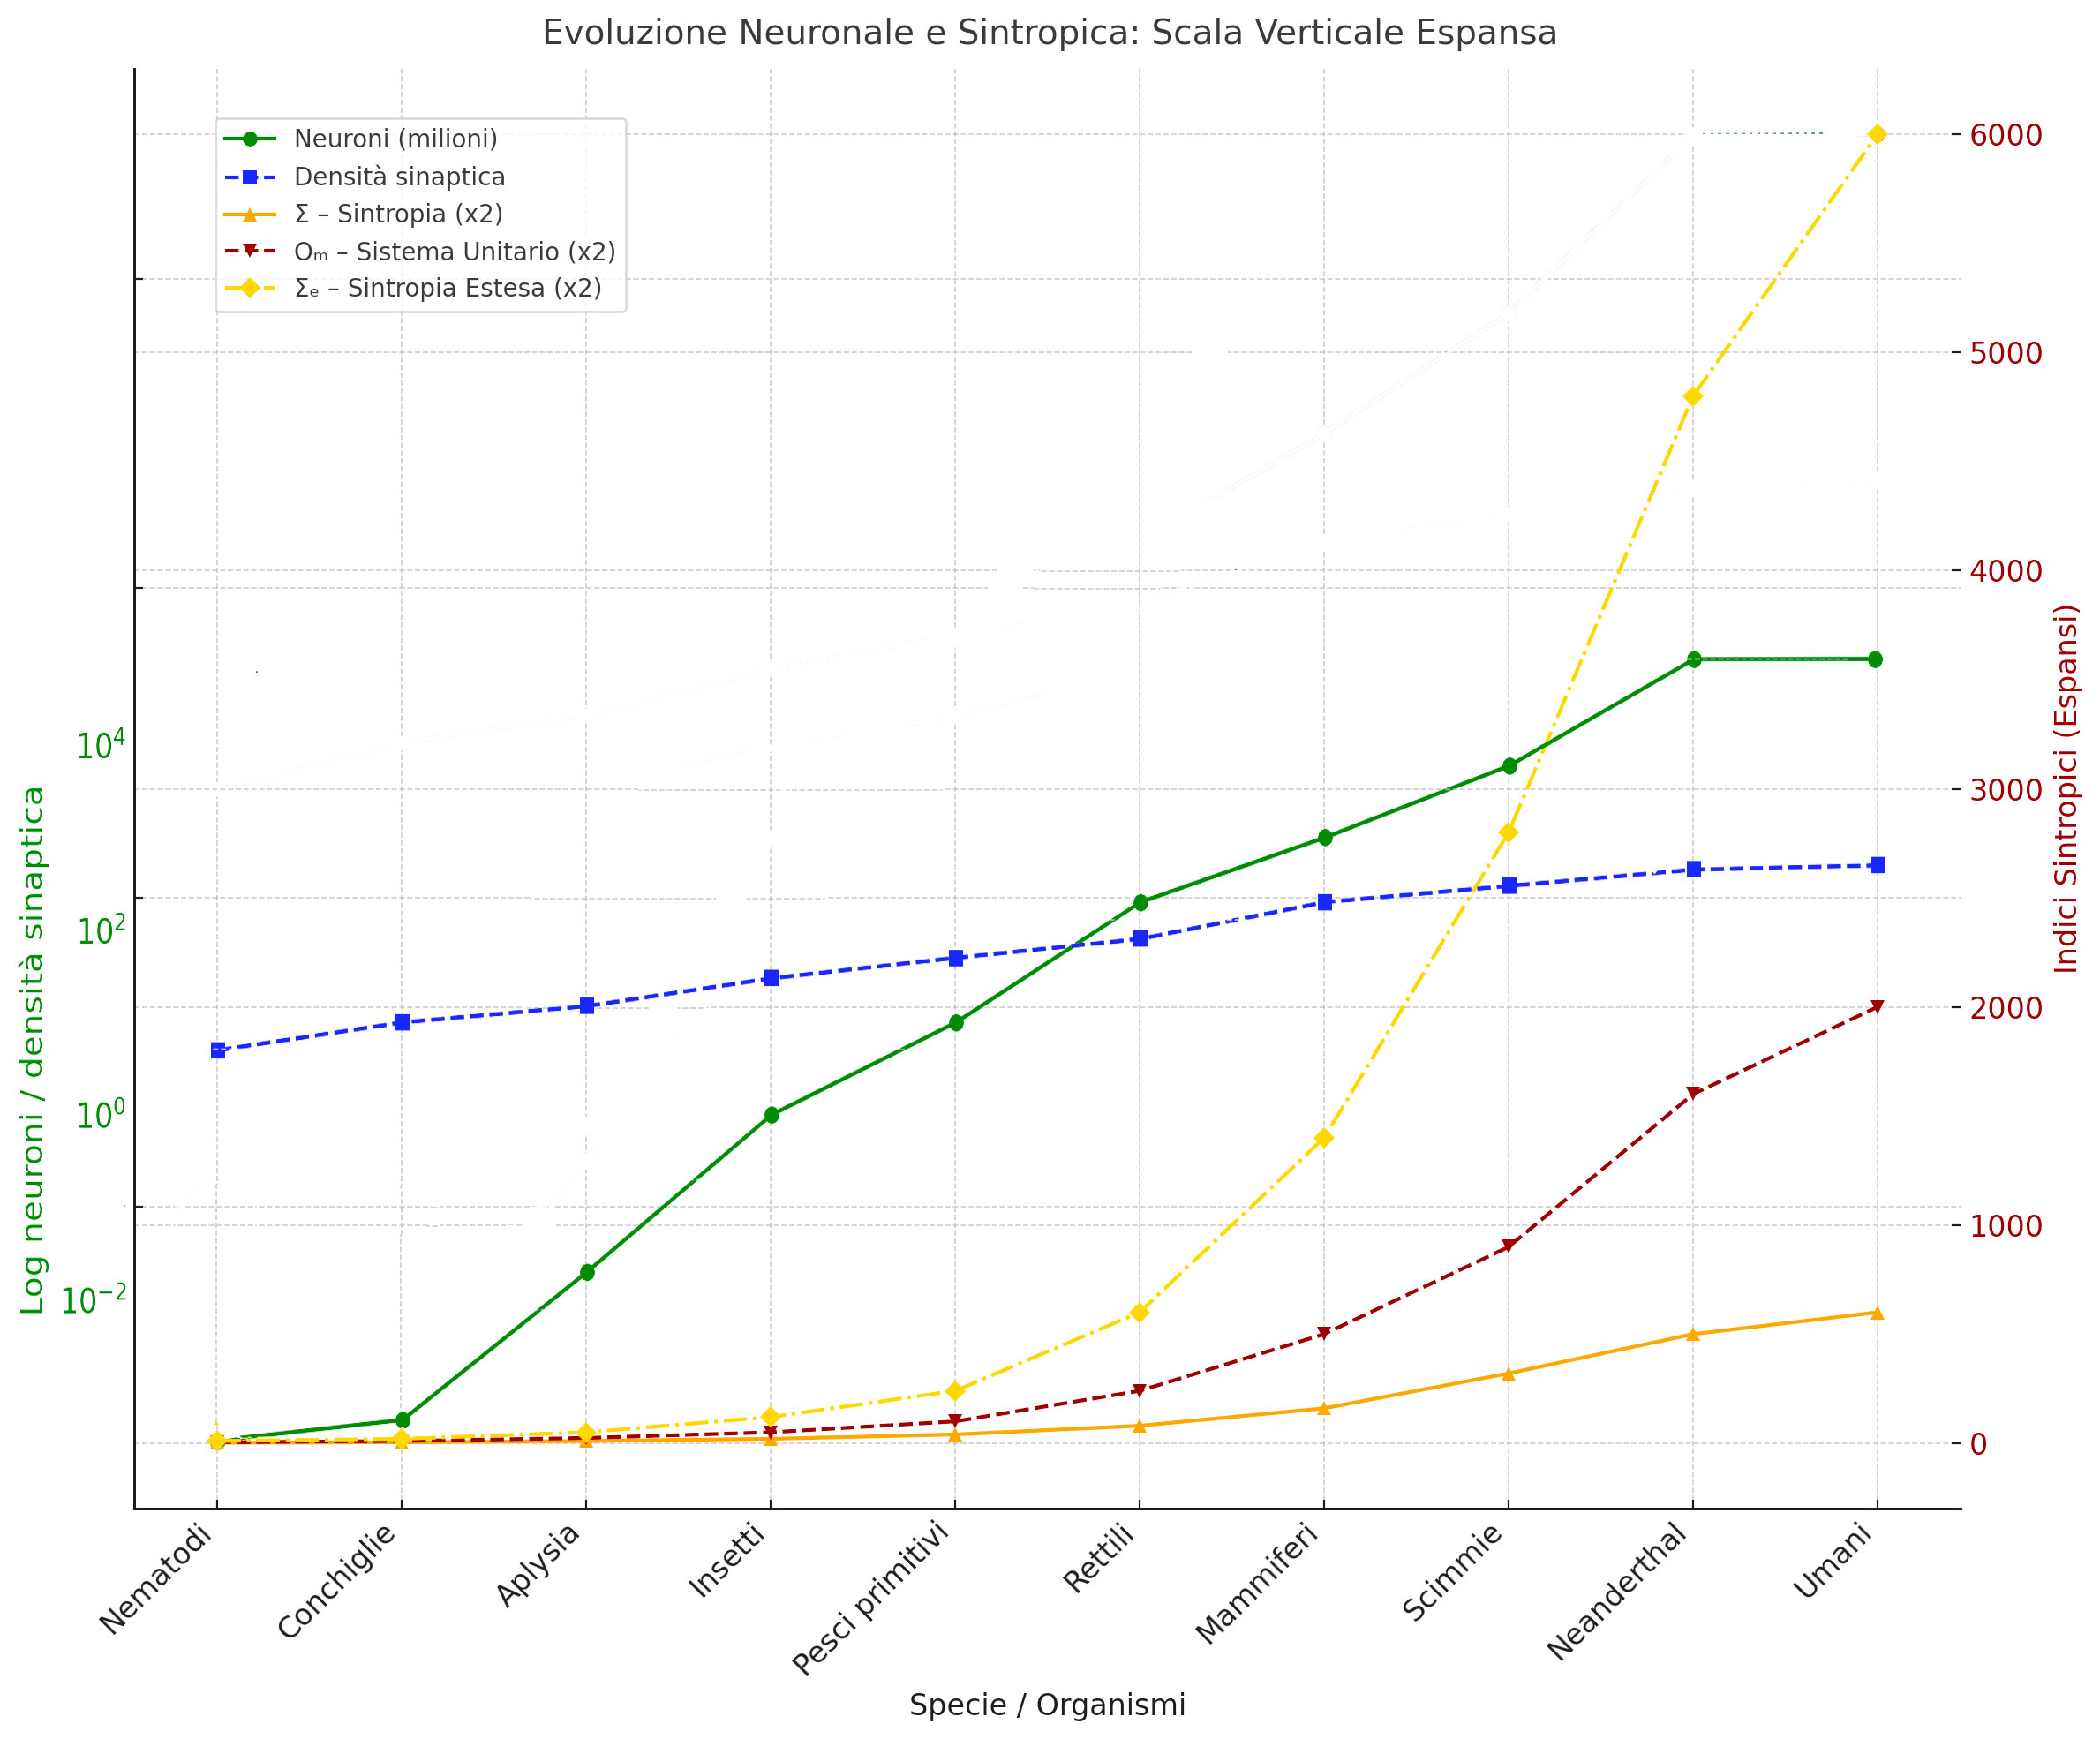 Evoluzione Neuronale e Sintropica: Scala Verticale Espansa
Neuroni (milioni)
Densità sinaptica
Σ – Sintropia (x2)
Oₘ – Sistema Unitario (x2)
Σₑ – Sintropia Estesa (x2)
Log neuroni / densità sinaptica
10⁴
10²
10⁰
10⁻²
6000
5000
4000
3000
2000
1000
0
Indici Sintropici (Espansi)
Nematodi
Conchiglie
Aplysia
Insetti
Pesci primitivi
Rettili
Mammiferi
Scimmie
Neanderthal
Umani
Specie / Organismi